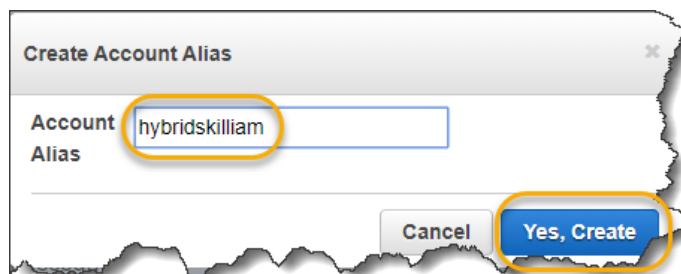 Create Account Alias
Account Alias
hybridskilliam
Cancel
Yes, Create